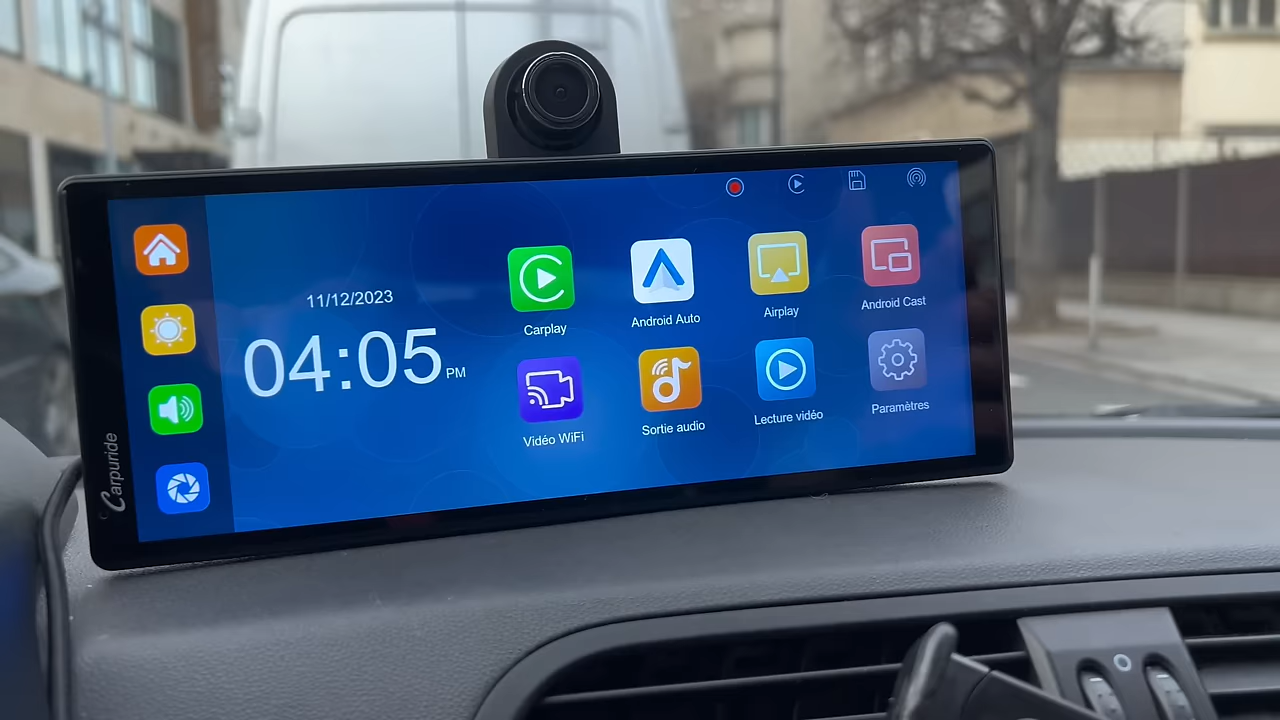 11/12/2023
04:05 PM
Carplay
Android Auto
Airplay
Android Cast
Vidéo WiFi
Sortie audio
Lecture vidéo
Paramètres
Carpuride